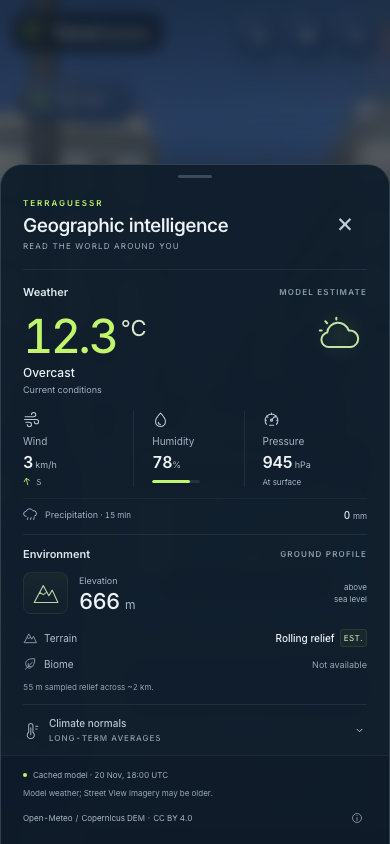 TERRAGUESSR
Geographic intelligence
READ THE WORLD AROUND YOU
Weather
MODEL ESTIMATE
12.3 °C
Overcast
Current conditions
Wind
3 km/h
S
Humidity
78%
Pressure
945 hPa
At surface
Precipitation · 15 min
0 mm
Environment
GROUND PROFILE
Elevation
666 m
above
sea level
Terrain
Rolling relief EST.
Biome
Not available
55 m sampled relief across ~2 km.
Climate normals
LONG-TERM AVERAGES
Cached model · 20 Nov, 18:00 UTC
Model weather; Street View imagery may be older.
Open-Meteo / Copernicus DEM · CC BY 4.0